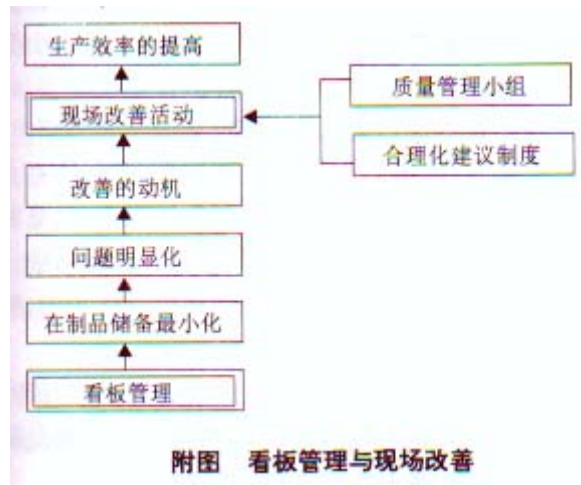 生产效率的提高
现场改善活动
质量管理小组
合理化建议制度
改善的动机
问题明显化
在制品储备最小化
看板管理
附图 看板管理与现场改善